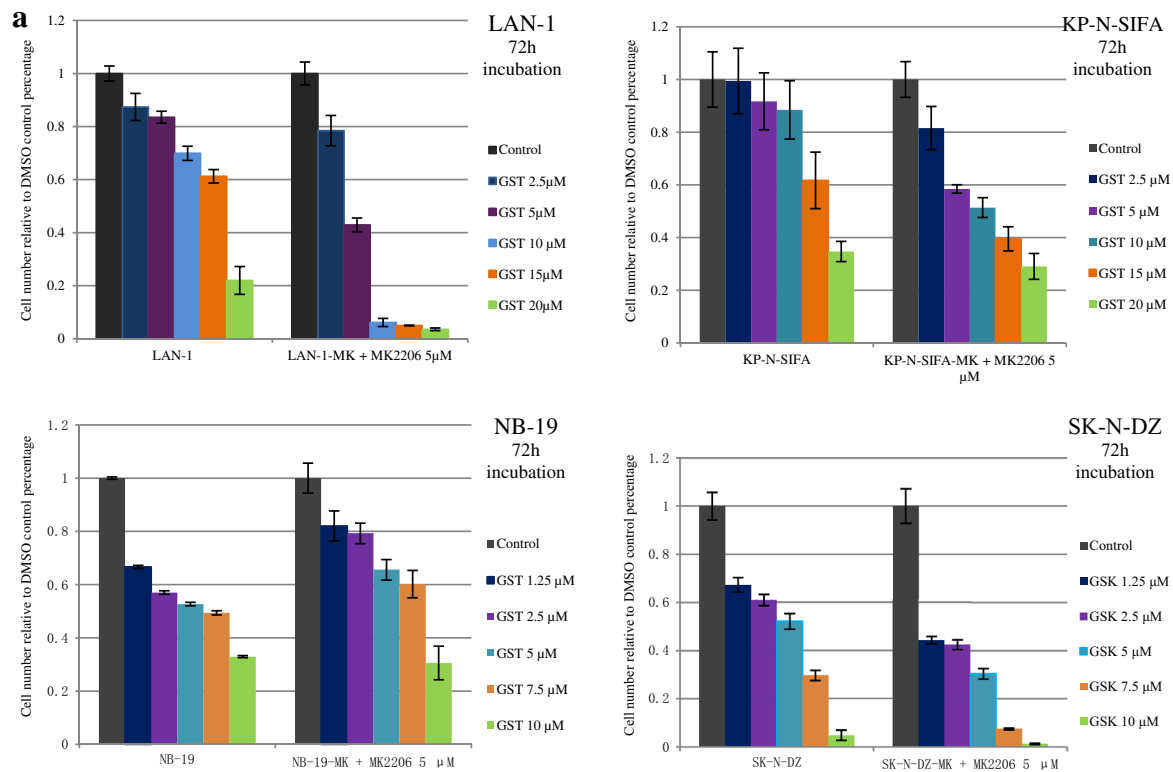 a
LAN-1
72h
incubation
Cell number relative to DMSO control percentage
1.2
1
0.8
0.6
0.4
0.2
0
Control
GST 2.5µM
GST 5µM
GST 10 µM
GST 15µM
GST 20µM
LAN-1
LAN-1-MK + MK2206 5µM
KP-N-SIFA
72h
incubation
Cell number relative to DMSO control percentage
1.2
1
0.8
0.6
0.4
0.2
0
Control
GST 2.5 µM
GST 5 µM
GST 10 µM
GST 15 µM
GST 20 µM
KP-N-SIFA
KP-N-SIFA-MK + MK2206 5
µM
NB-19
72h
incubation
Cell number relative to DMSO control percentage
1.2
1
0.8
0.6
0.4
0.2
0
Control
GST 1.25 µM
GST 2.5 µM
GST 5 µM
GST 7.5 µM
GST 10 µM
NB-19
NB-19-MK + MK2206 5 µM
SK-N-DZ
72h
incubation
Cell number relative to DMSO control percentage
1.2
1
0.8
0.6
0.4
0.2
0
Control
GSK 1.25 µM
GSK 2.5 µM
GSK 5 µM
GSK 7.5 µM
GSK 10 µM
SK-N-DZ
SK-N-DZ-MK + MK2206 5 µM